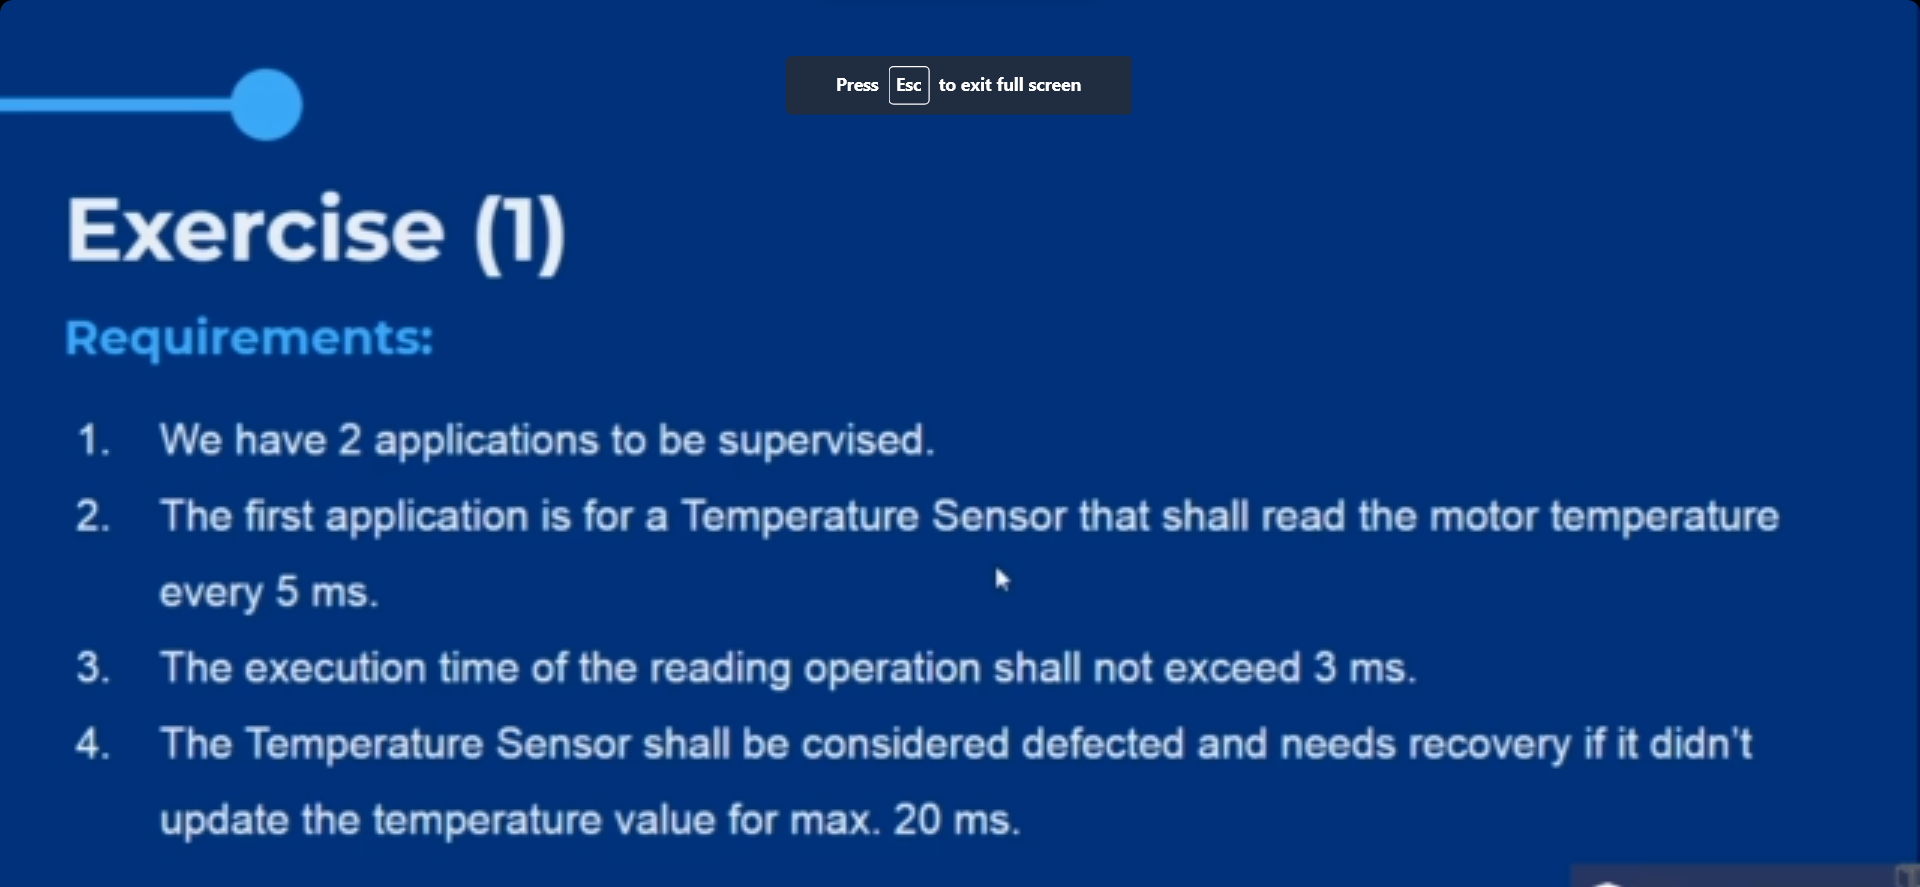 Press Esc to exit full screen
Exercise (1)
Requirements:
1. We have 2 applications to be supervised.
2. The first application is for a Temperature Sensor that shall read the motor temperature
every 5 ms.
3. The execution time of the reading operation shall not exceed 3 ms.
4. The Temperature Sensor shall be considered defected and needs recovery if it didn't
update the temperature value for max. 20 ms.